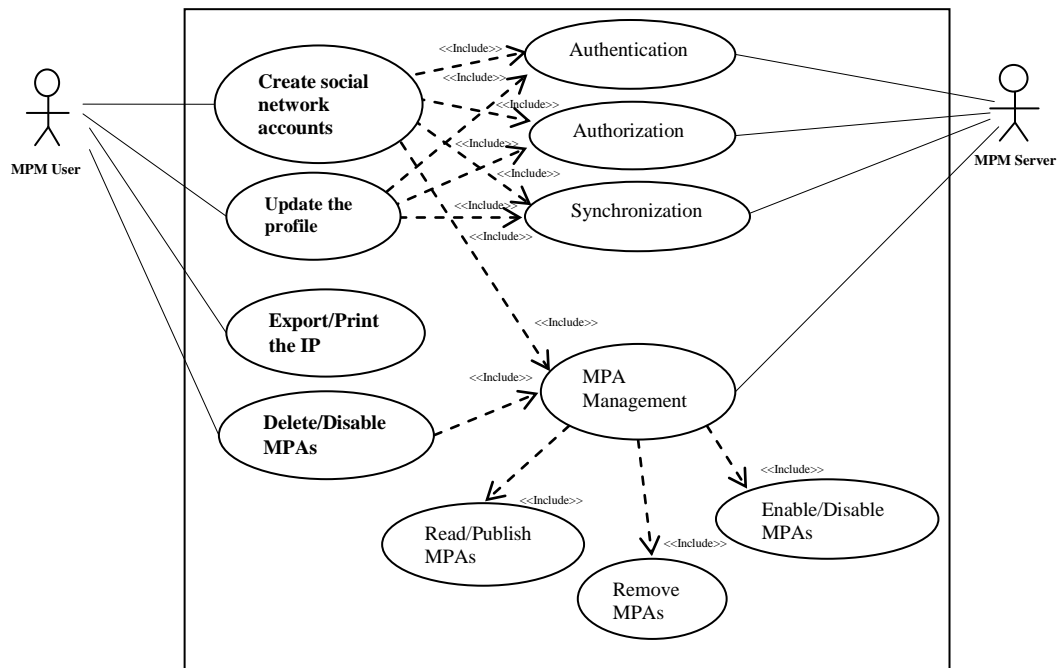 <<Include>>
Authentication
<<Include>>
Create social
network
accounts
<<Include>>
Authorization
MPM User
MPM Server
<<Include>>
Update the
profile
<<Include>>
Synchronization
<<Include>>
Export/Print
the IP
<<Include>>
MPA
Management
<<Include>>
Delete/Disable
MPAs
<<Include>>
<<Include>>
Read/Publish
MPAs
Enable/Disable
MPAs
<<Include>>
Remove
MPAs